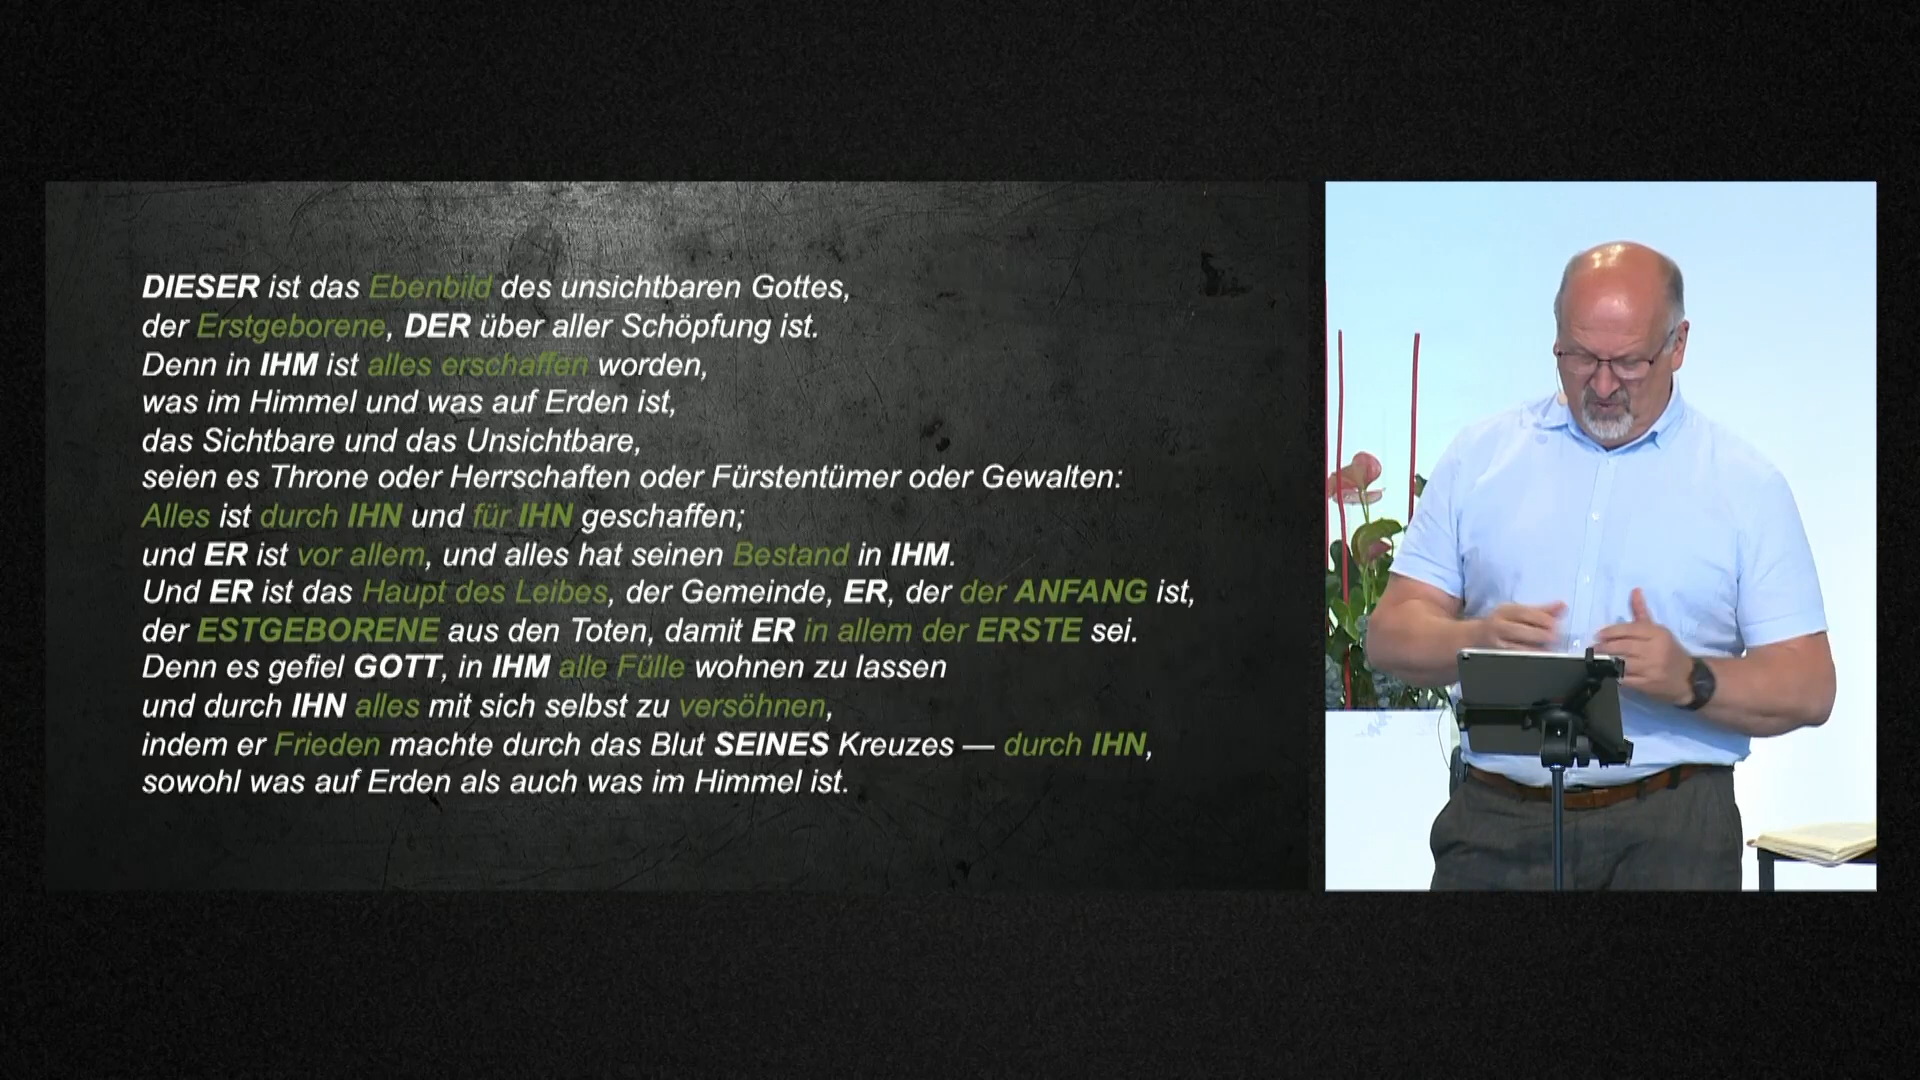 DIESER ist das Ebenbild des unsichtbaren Gottes,
der Erstgeborene, DER über aller Schöpfung ist.
Denn in IHM ist alles erschaffen worden,
was im Himmel und was auf Erden ist,
das Sichtbare und das Unsichtbare,
seien es Throne oder Herrschaften oder Fürstentümer oder Gewalten:
Alles ist durch IHN und für IHN geschaffen;
und ER ist vor allem, und alles hat seinen Bestand in IHM.
Und ER ist das Haupt des Leibes, der Gemeinde, ER, der der ANFANG ist,
der ESTGEBORENE aus den Toten, damit ER in allem der ERSTE sei.
Denn es gefiel GOTT, in IHM alle Fülle wohnen zu lassen
und durch IHN alles mit sich selbst zu versöhnen,
indem er Frieden machte durch das Blut SEINES Kreuzes — durch IHN,
sowohl was auf Erden als auch was im Himmel ist.